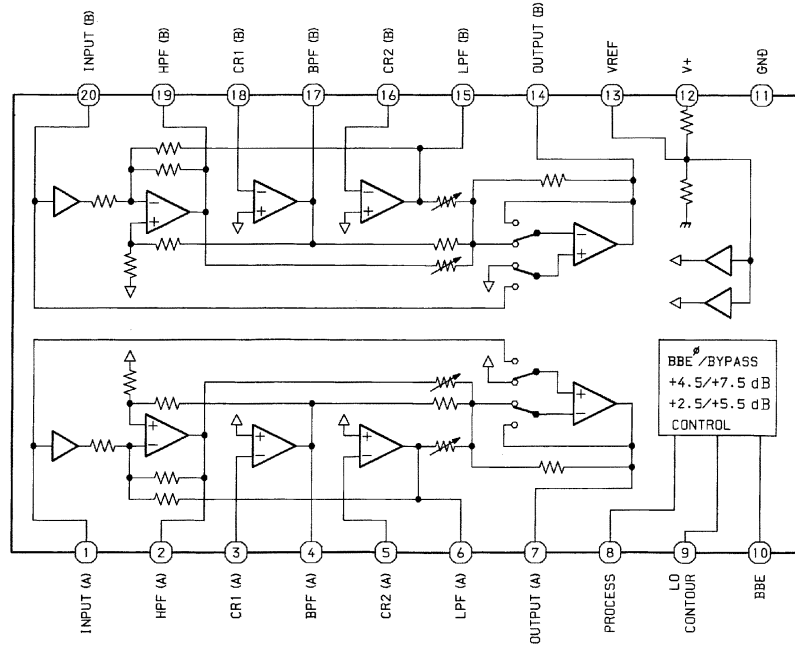 INPUT (B)
HPF (B)
CR1 (B)
BPF (B)
CR2 (B)
LPF (B)
OUTPUT (B)
VREF
V+
GND
20
19
18
17
16
15
14
13
12
11
− +
− +
− +
− +
BBEø/BYPASS
+4.5/+7.5 dB
+2.5/+5.5 dB
CONTROL
+ −
+ −
+ −
+ −
1
2
3
4
5
6
7
8
9
10
INPUT (A)
HPF (A)
CR1 (A)
BPF (A)
CR2 (A)
LPF (A)
OUTPUT (A)
PROCESS
LO
CONTOUR
BBE